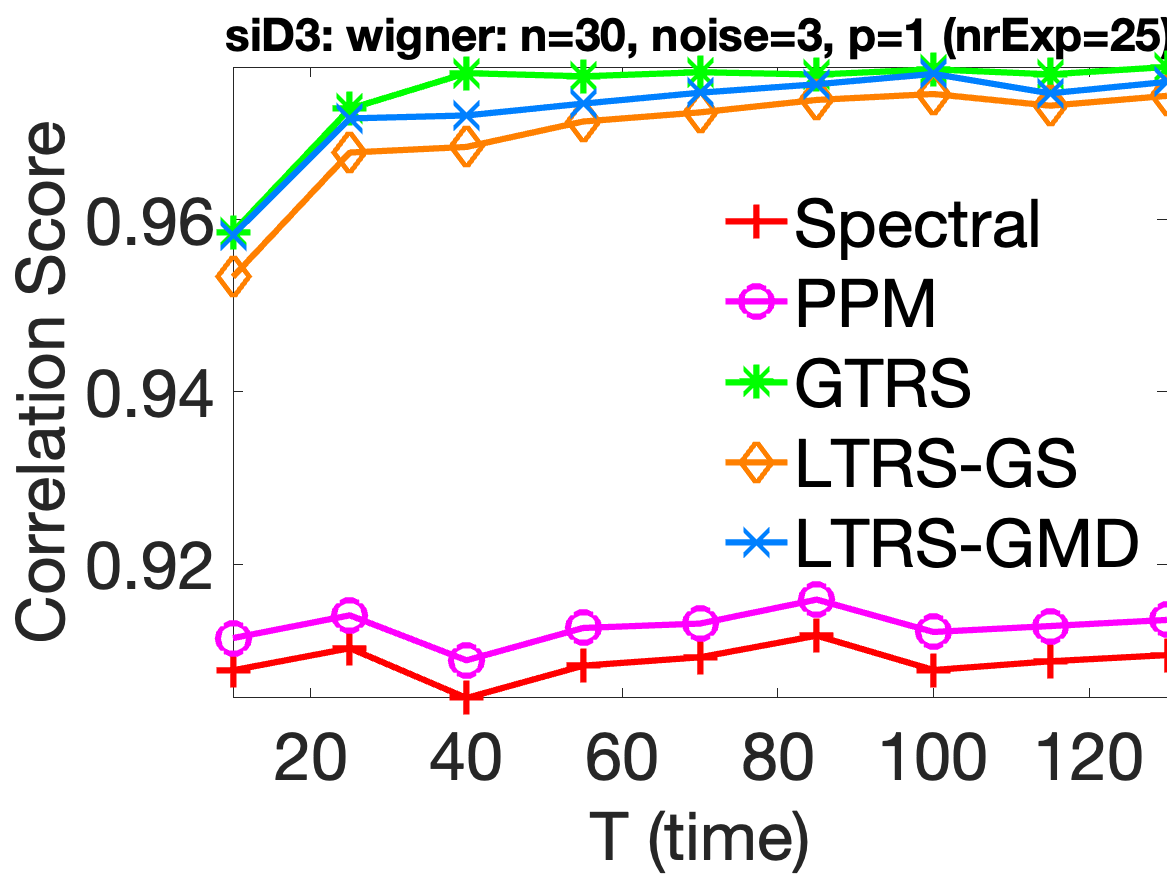 siD3: wigner: n=30, noise=3, p=1 (nrExp=25)
Correlation Score
0.96
0.94
0.92
Spectral
PPM
GTRS
LTRS-GS
LTRS-GMD
20 40 60 80 100 120
T (time)